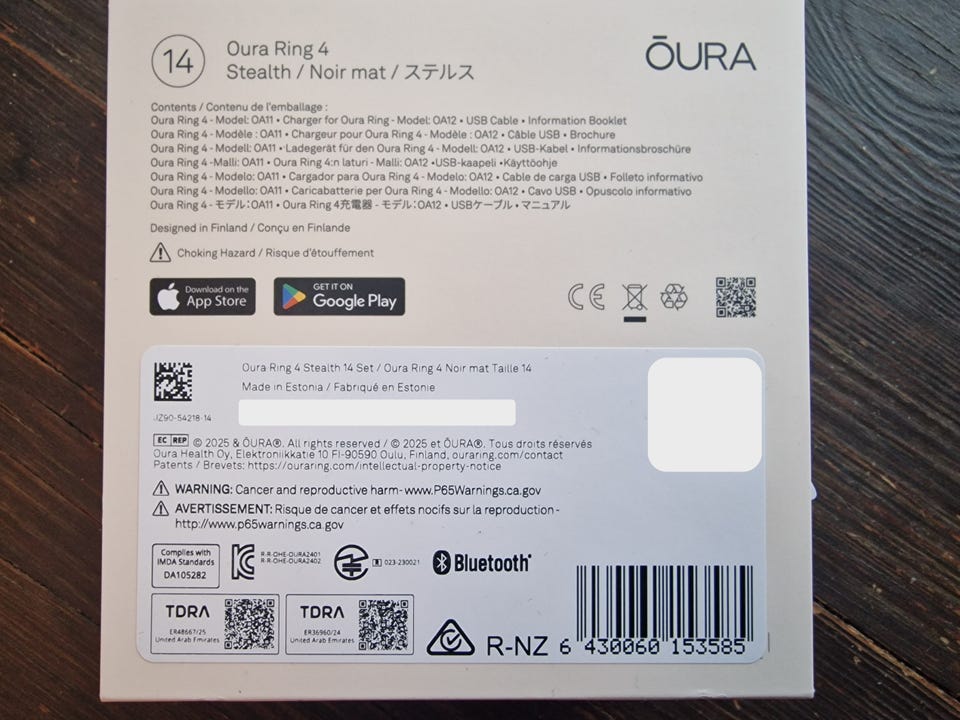 14
Oura Ring 4
Stealth / Noir mat / ステルス
ŌURA
Contents / Contenu de l'emballage :
Oura Ring 4 - Model: OA11 • Charger for Oura Ring - Model: OA12 • USB Cable • Information Booklet
Oura Ring 4 - Modèle : OA11 • Chargeur pour Oura Ring 4 - Modèle : OA12 • Câble USB • Brochure
Oura Ring 4 - Modell: OA11 • Ladegerät für den Oura Ring 4 - Modell: OA12 • USB-Kabel • Informationsbroschüre
Oura Ring 4 -Malli: OA11 • Oura Ring 4:n laturi - Malli: OA12 •USB-kaapeli •Käyttöohje
Oura Ring 4 - Modelo: OA11 • Cargador para Oura Ring 4 - Modelo: OA12 • Cable de carga USB • Folleto informativo
Oura Ring 4 - Modello: OA11 • Caricabatterie per Oura Ring 4 - Modello: OA12 • Cavo USB • Opuscolo informativo
Oura Ring 4 - モデル：OA11 • Oura Ring 4充電器 - モデル：OA12 • USBケーブル • マニュアル
Designed in Finland / Conçu en Finlande
Choking Hazard / Risque d'étouffement
Download on the
App Store
GET IT ON
Google Play
CE
Oura Ring 4 Stealth 14 Set / Oura Ring 4 Noir mat Taille 14
Made in Estonia / Fabriqué en Estonie
JZ90-54218-14
EC REP © 2025 & ŌURA®. All rights reserved / © 2025 et ŌURA®. Tous droits réservés
Oura Health Oy, Elektroniikkatie 10 FI-90590 Oulu, Finland, ouraring.com/contact
Patents / Brevets: https://ouraring.com/intellectual-property-notice
WARNING: Cancer and reproductive harm-www.P65Warnings.ca.gov
AVERTISSEMENT: Risque de cancer et effets nocifs sur la reproduction-
http://www.p65warnings.ca.gov
Complies with
IMDA Standards
DA105282
R-R-OHE-OURA2401
R-R-OHE-OURA2402
R 023-230021
Bluetooth®
TDRA
ER48667/25
United Arab Emirates
TDRA
ER36960/24
United Arab Emirates
R-NZ
6 430060 153585